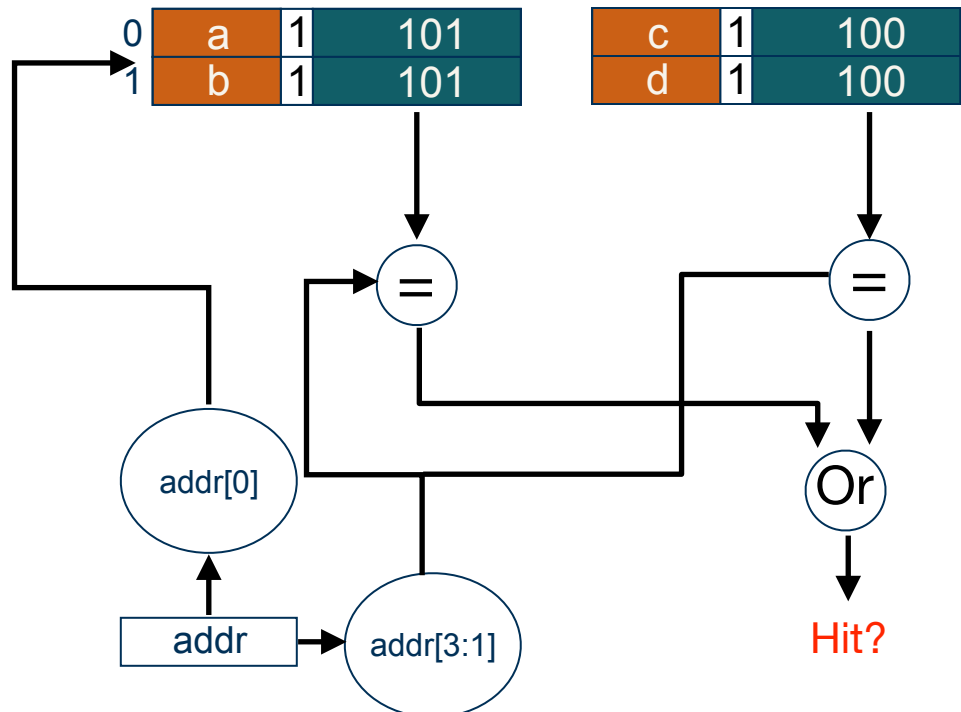 0 a 1 101 c 1 100
1 b 1 101 d 1 100
= =
addr[0] Or
addr addr[3:1] Hit?